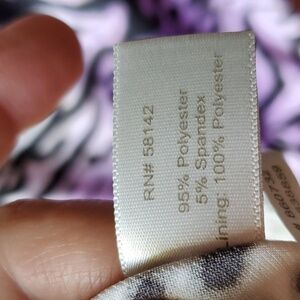 RN# 58142
95% Polyester
5% Spandex
Lining: 100% Polyester